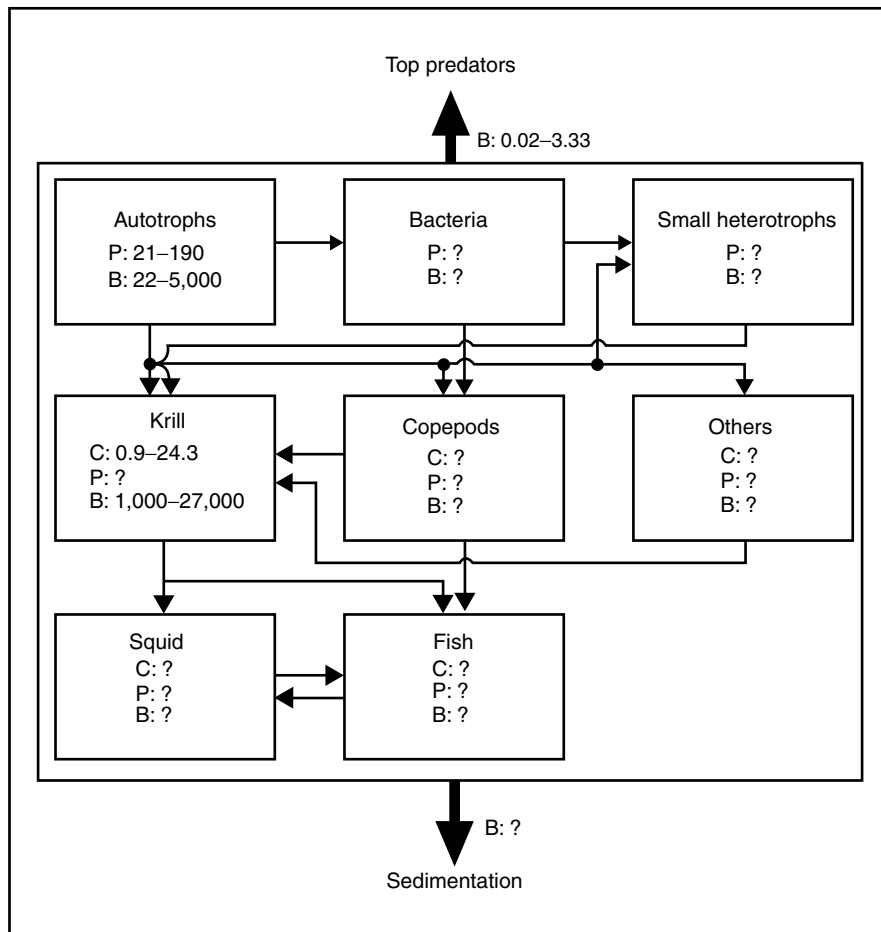 Top predators
B: 0.02–3.33
Autotrophs
P: 21–190
B: 22–5,000
Bacteria
P: ?
B: ?
Small heterotrophs
P: ?
B: ?
Krill
C: 0.9–24.3
P: ?
B: 1,000–27,000
Copepods
C: ?
P: ?
B: ?
Others
C: ?
P: ?
B: ?
Squid
C: ?
P: ?
B: ?
Fish
C: ?
P: ?
B: ?
B: ?
Sedimentation